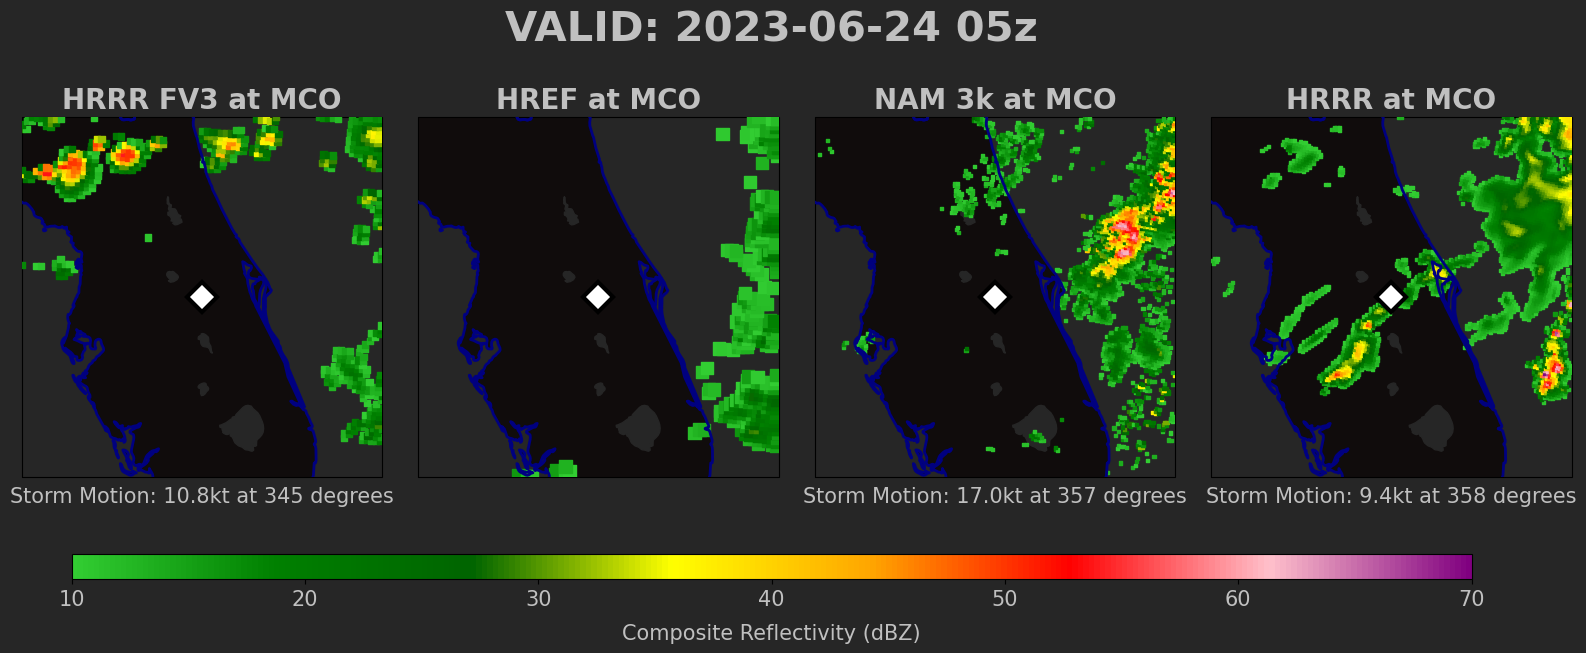 VALID: 2023-06-24 05z
HRRR FV3 at MCO
HREF at MCO
NAM 3k at MCO
HRRR at MCO
Storm Motion: 10.8kt at 345 degrees
Storm Motion: 17.0kt at 357 degrees
Storm Motion: 9.4kt at 358 degrees
10 20 30 40 50 60 70
Composite Reflectivity (dBZ)